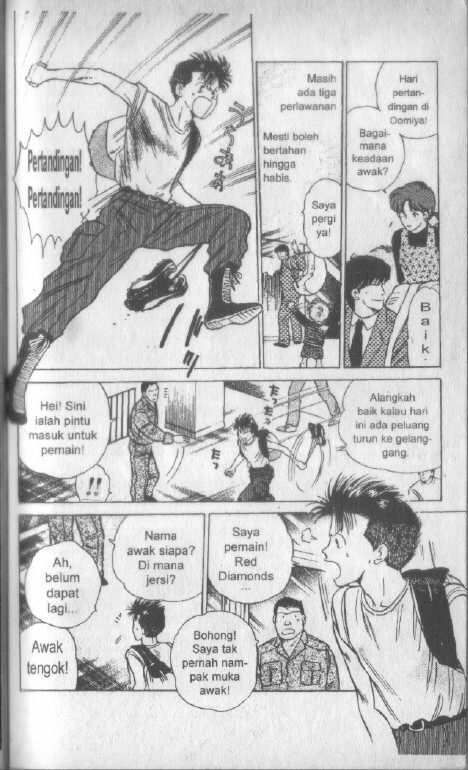 Hari
pertan-
dingan di
Oomiya!
Bagai-
mana
keadaan
awak?
B
a
i
k
Masih
ada tiga
perlawanan
Mesti boleh
bertahan
hingga
habis.
Saya
pergi
ya!
Pertandingan!
Pertandingan!
Alangkah
baik kalau hari
ini ada peluang
turun ke gelang-
gang.
Hei! Sini
ialah pintu
masuk untuk
pemain!
!!
Saya
pemain!
Red
Diamonds
...
Bohong!
Saya tak
pernah nam-
pak muka
awak!
Nama
awak siapa?
Di mana
jersi?
Ah,
belum
dapat
lagi...
Awak
tengok!